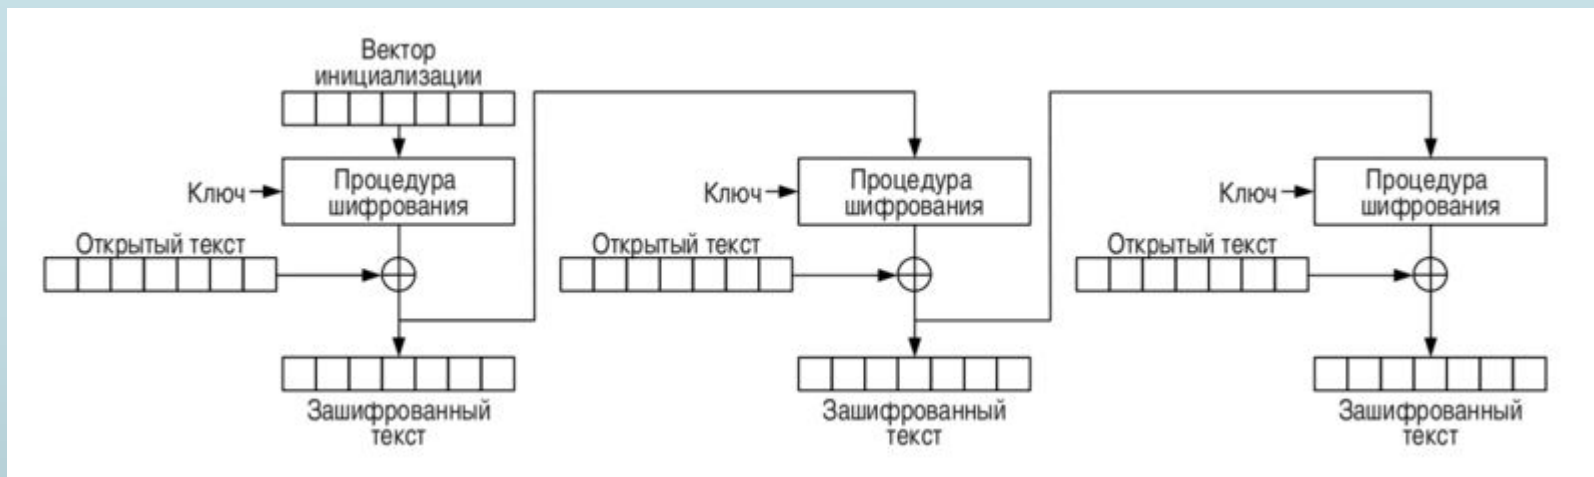 Вектор
инициализации
Ключ
Процедура
шифрования
Открытый текст
Зашифрованный
текст
Ключ
Процедура
шифрования
Открытый текст
Зашифрованный
текст
Ключ
Процедура
шифрования
Открытый текст
Зашифрованный
текст